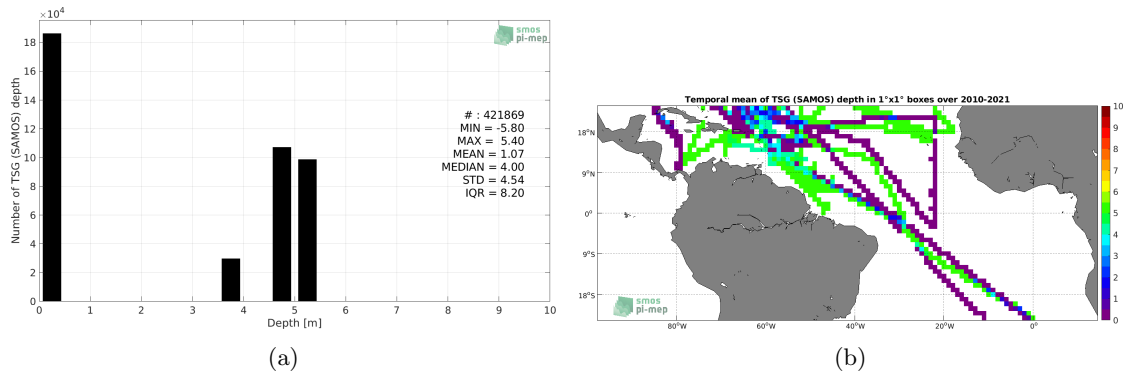 ×10⁴
18
16
14
12
10
8
6
4
2
0
Number of TSG (SAMOS) depth
smos
pi-mep
# : 421869
MIN = -5.80
MAX = 5.40
MEAN = 1.07
MEDIAN = 4.00
STD = 4.54
IQR = 8.20
0 1 2 3 4 5 6 7 8 9 10
Depth [m]
(a)
Temporal mean of TSG (SAMOS) depth in 1°x1° boxes over 2010-2021
18°N
9°N
0°
9°S
18°S
smos
pi-mep
80°W 60°W 40°W 20°W 0°
10
9
8
7
6
5
4
3
2
1
0
(b)